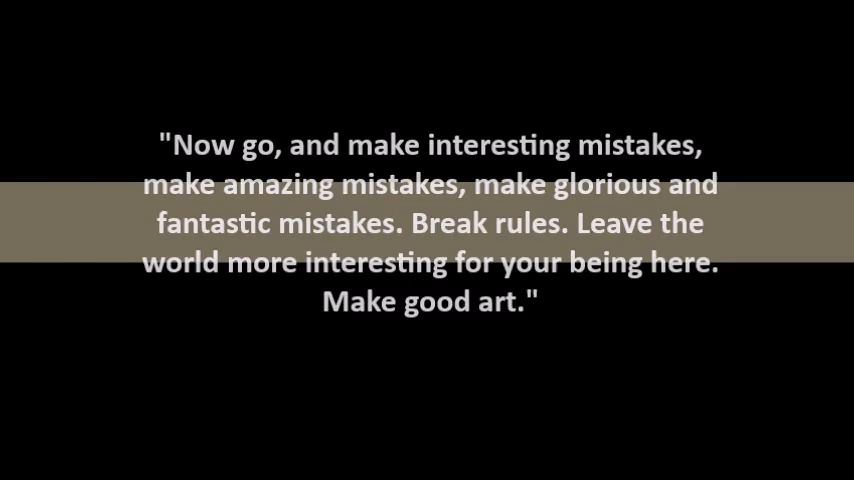 "Now go, and make interesting mistakes,
make amazing mistakes, make glorious and
fantastic mistakes. Break rules. Leave the
world more interesting for your being here.
Make good art."